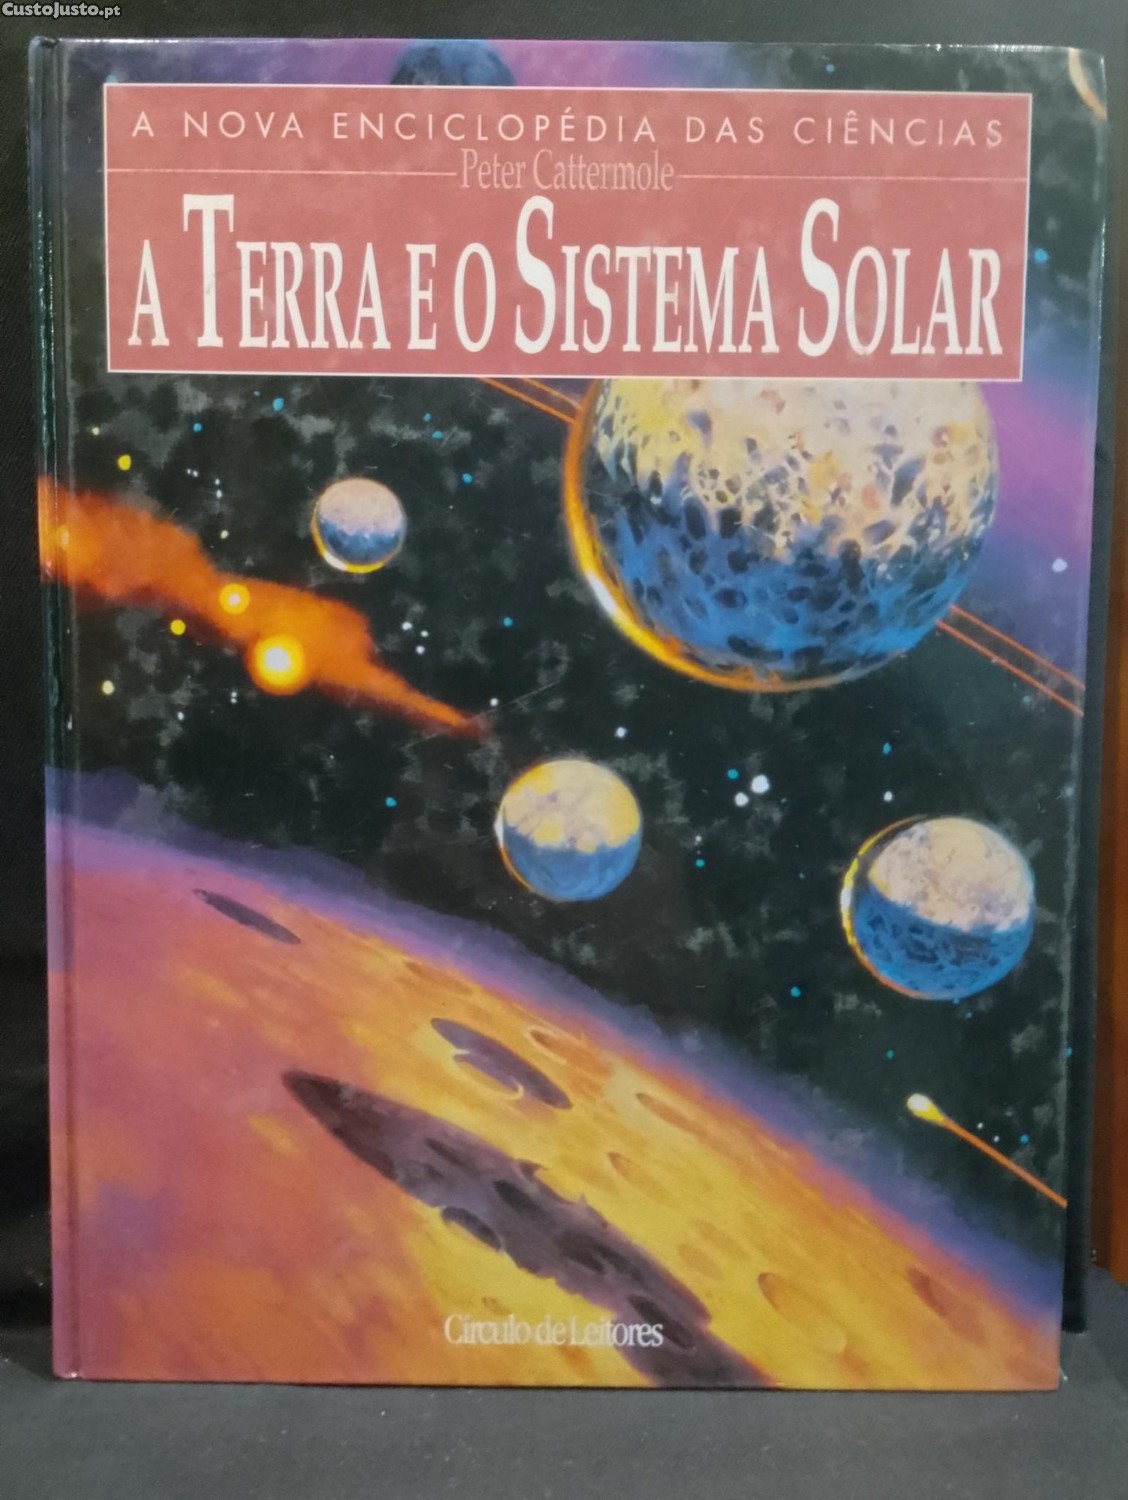 CustoJusto.pt
A NOVA ENCICLOPÉDIA DAS CIÊNCIAS
Peter Cattermole
A TERRA E O SISTEMA SOLAR
Círculo de Leitores